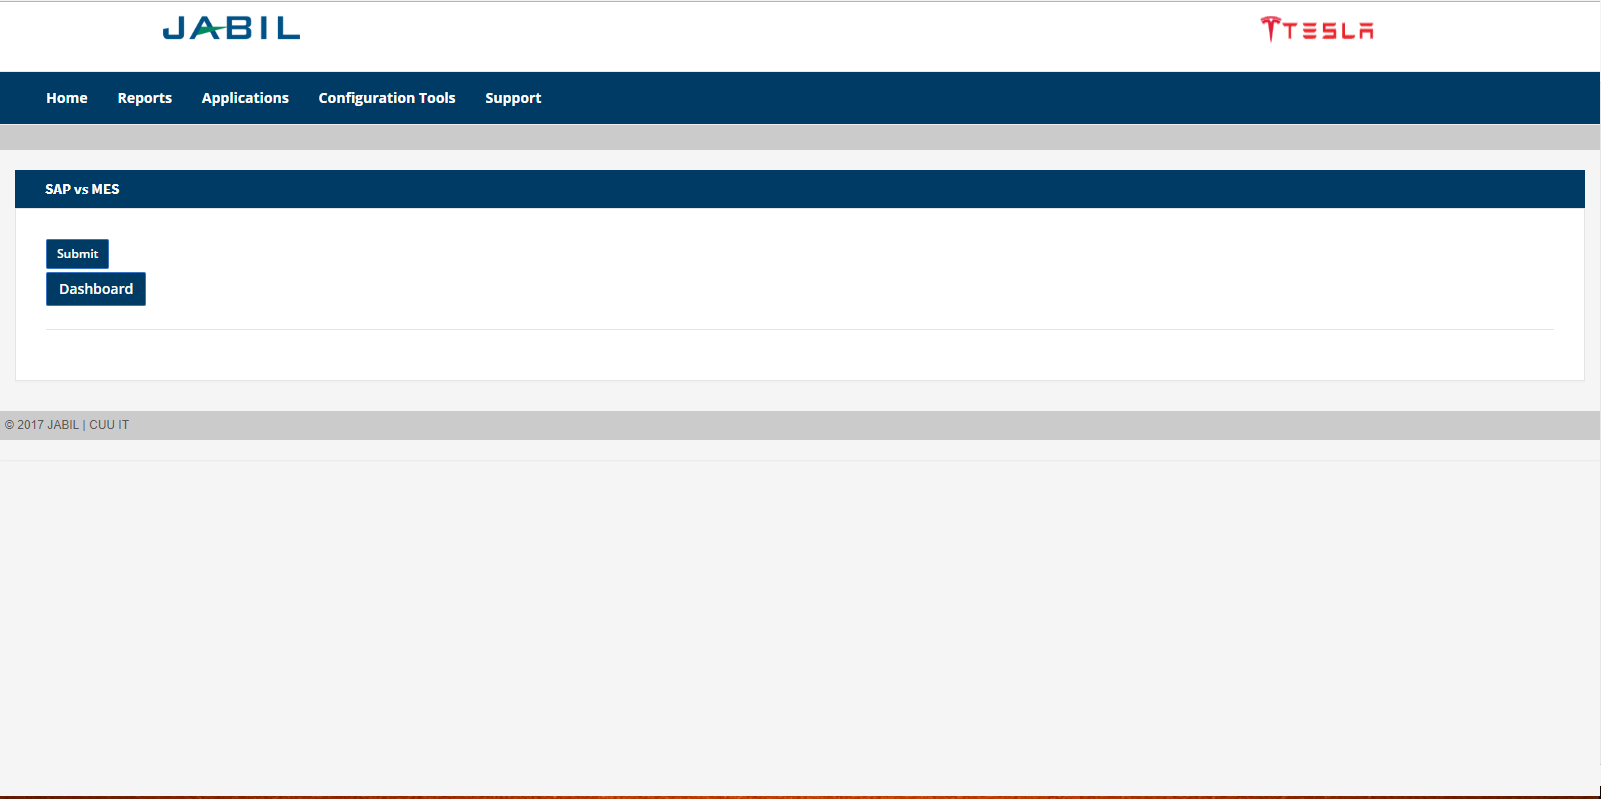 JABIL
TESLA
Home Reports Applications Configuration Tools Support
SAP vs MES
Submit
Dashboard
© 2017 JABIL | CUU IT